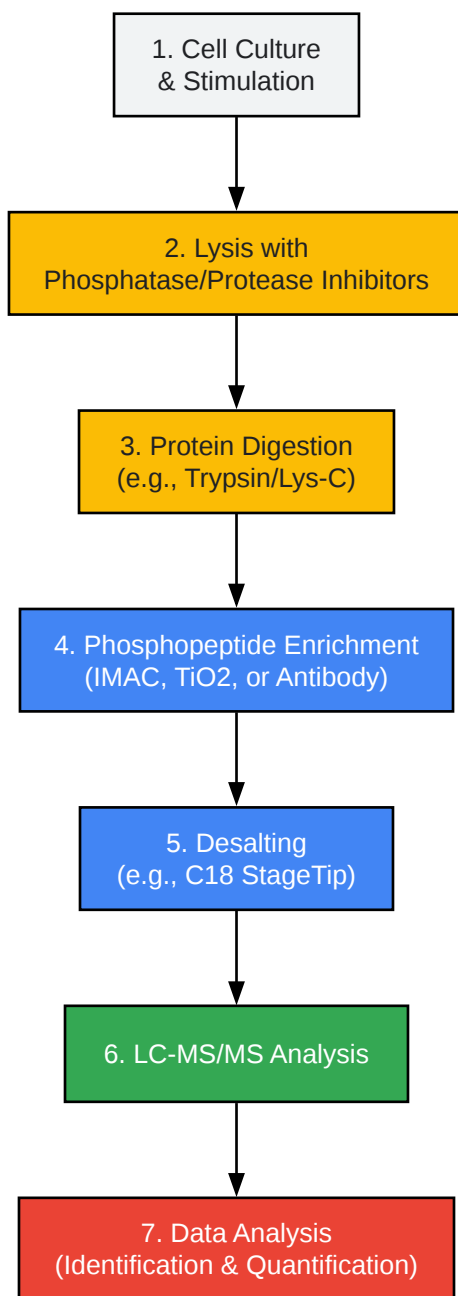 1. Cell Culture
& Stimulation
2. Lysis with
Phosphatase/Protease Inhibitors
3. Protein Digestion
(e.g., Trypsin/Lys-C)
4. Phosphopeptide Enrichment
(IMAC, TiO2, or Antibody)
5. Desalting
(e.g., C18 StageTip)
6. LC-MS/MS Analysis
7. Data Analysis
(Identification & Quantification)